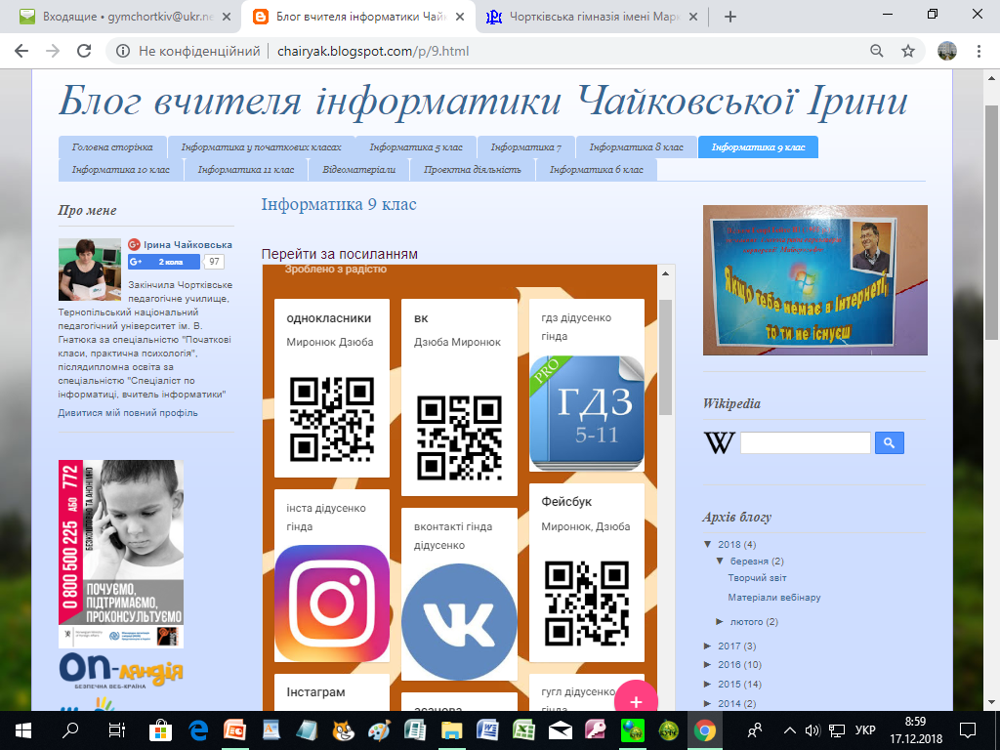 Входящие • gymchortkiv@ukr.ne
Блог вчителя інформатики Чайк
Чортківська гімназія імені Марк
Не конфіденційний
chairyak.blogspot.com/p/9.html
Блог вчителя інформатики Чайковської Ірини
Головна сторінка
Інформатика у початкових класах
Інформатика 5 клас
Інформатика 7
Інформатика 8 клас
Інформатика 9 клас
Інформатика 10 клас
Інформатика 11 клас
Відеоматеріали
Проектна діяльність
Інформатика 6 клас
Про мене
Ірина Чайковська
G+ 2 кола 97
Закінчила Чортківське
педагогічне училище,
Тернопільський національний
педагогічний університет ім. В.
Гнатюка за спеціальністю "Початкові
класи, практична психологія",
післядипломна освіта за
спеціальністю "Спеціаліст по
інформатиці, вчитель інформатики"
Дивитися мій повний профіль
0 800 500 225 АБО 772
БЕЗКОШТОВНО ТА АНОНІМНО
ПОЧУЄМО,
ПІДТРИМАЄМО,
ПРОКОНСУЛЬТУЄМО
Оп-ляндія
БЕЗПЕЧНА ВЕБ-КРАЇНА
Інформатика 9 клас
Перейти за посиланням
Зроблено з радістю
однокласники
Миронюк Дзюба
інста дідусенко
гінда
Інстаграм
вк
Дзюба Миронюк
вконтакті гінда
дідусенко
гдз дідусенко
гінда
PRO
ГДЗ
5-11
Фейсбук
Миронюк, Дзюба
гугл дідусенко
гінда
+
Якщо тебе немає в Інтернеті,
то ти не існуєш
Wikipedia
W
Архів блогу
▼ 2018 (4)
▼ березня (2)
Творчий звіт
Матеріали вебінару
► лютого (2)
► 2017 (3)
► 2016 (10)
► 2015 (14)
► 2014 (2)
УКР
8:59
17.12.2018